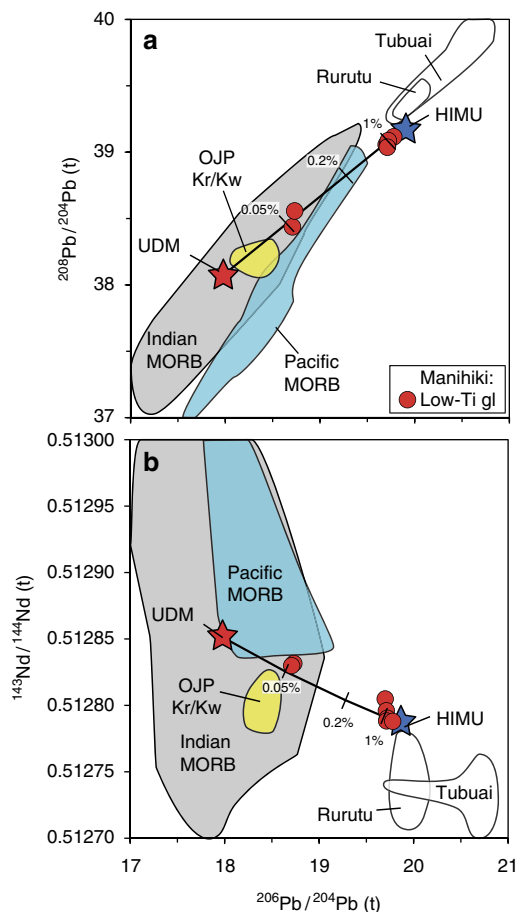 a
40
39
38
37
²⁰⁸Pb/²⁰⁴Pb (t)
Tubuai
Rurutu
HIMU
1%
0.2%
OJP
Kr/Kw
0.05%
UDM
Indian
MORB
Pacific
MORB
Manihiki:
Low-Ti gl
b
0.51300
0.51295
0.51290
0.51285
0.51280
0.51275
0.51270
¹⁴³Nd/¹⁴⁴Nd (t)
Pacific
MORB
UDM
OJP
Kr/Kw
0.05%
0.2%
1%
HIMU
Indian
MORB
Rurutu
Tubuai
17
18
19
20
21
²⁰⁶Pb/²⁰⁴Pb (t)